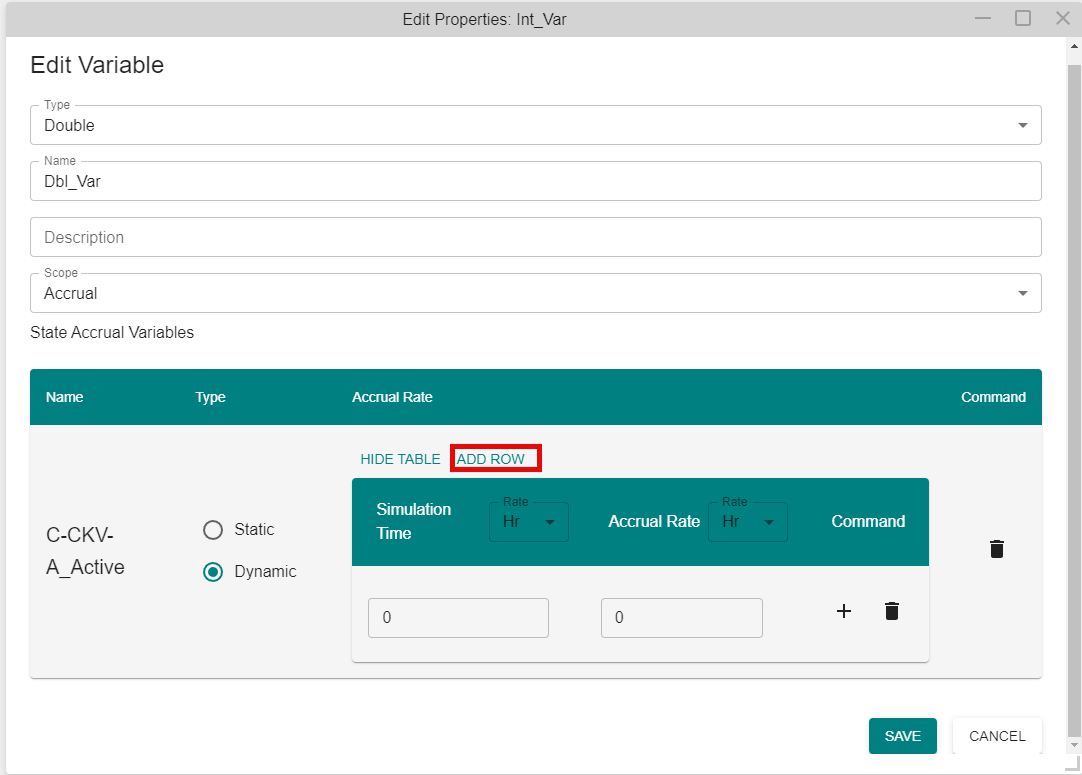 Edit Properties: Int_Var
Edit Variable
Type
Double
Name
Dbl_Var
Description
Scope
Accrual
State Accrual Variables
Name Type Accrual Rate Command
HIDE TABLE ADD ROW
Simulation Time
Rate
Hr
Accrual Rate
Rate
Hr
Command
C-CKV-
A_Active
Static
Dynamic
0 0
SAVE CANCEL